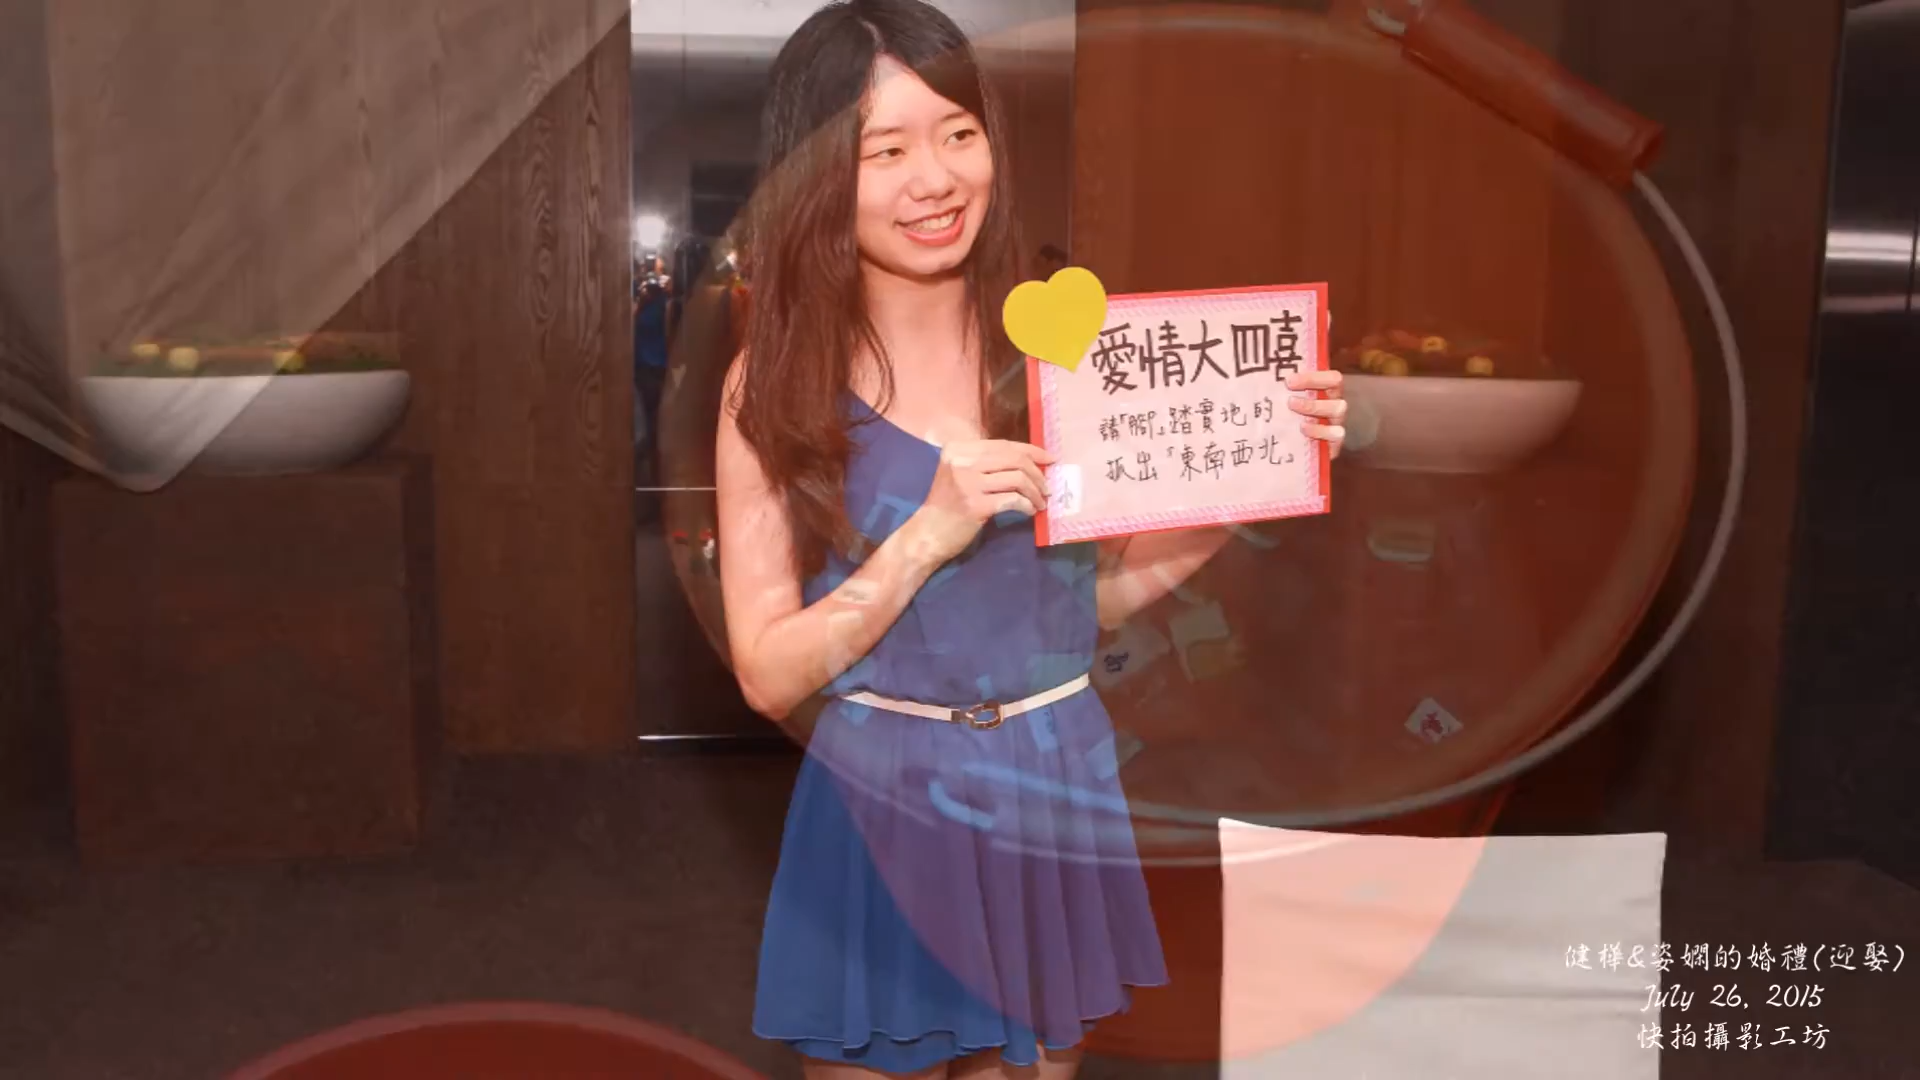 愛情大四喜
請「腳」踏實地的
抓出「東南西北」
健樺&姿嫻的婚禮(迎娶)
July 26, 2015
快拍攝影工坊